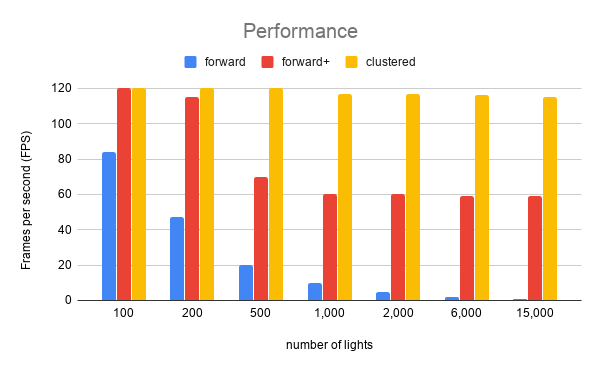 Performance
forward forward+ clustered
Frames per second (FPS)
120
100
80
60
40
20
0
100 200 500 1,000 2,000 6,000 15,000
number of lights